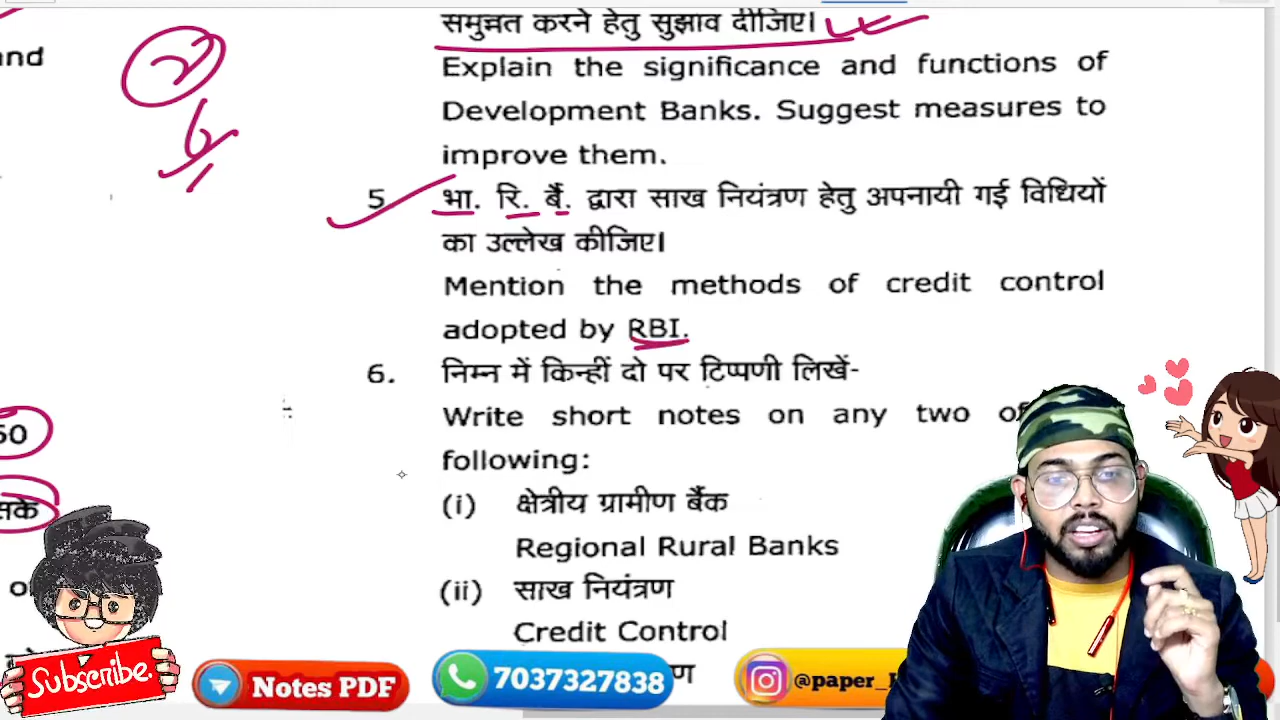 समुन्नत करने हेतु सुझाव दीजिए।
and
Explain the significance and functions of
Development Banks. Suggest measures to
improve them.
5 भा. रि. बैं. द्वारा साख नियंत्रण हेतु अपनायी गई विधियों
का उल्लेख कीजिए।
Mention the methods of credit control
adopted by RBI.
6. निम्न में किन्हीं दो पर टिप्पणी लिखें-
Write short notes on any two of
following:
50
(i) क्षेत्रीय ग्रामीण बैंक
Regional Rural Banks
सके
(ii) साख नियंत्रण
Credit Control
Subscribe
Notes PDF
7037327838
@paper_